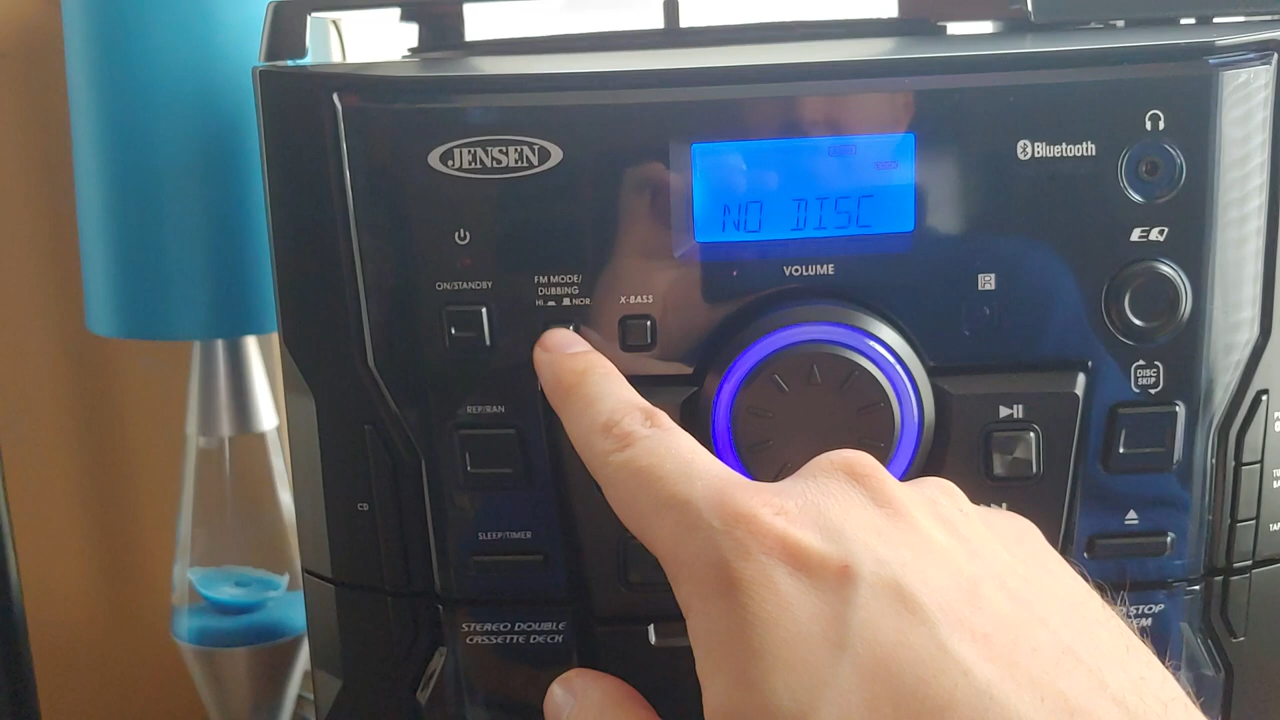 JENSEN
NO DISC
Bluetooth
EQ
VOLUME
ON/STANDBY
FM MODE/
DUBBING
HI. NOR.
X-BASS
DISC
SKIP
REP/RAN
CD
SLEEP/TIMER
STEREO DOUBLE
CASSETTE DECK
STOP